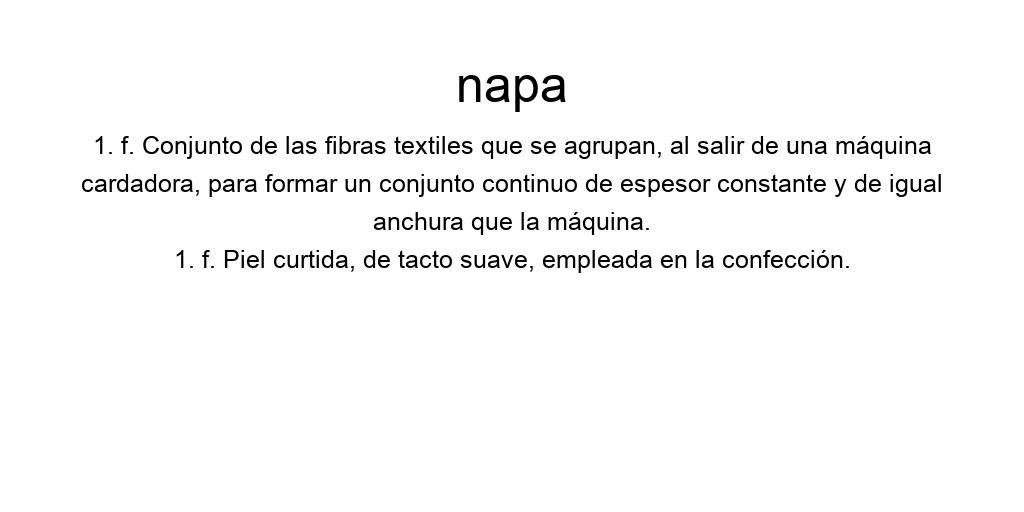 napa
1. f. Conjunto de las fibras textiles que se agrupan, al salir de una máquina
cardadora, para formar un conjunto continuo de espesor constante y de igual
anchura que la máquina.
1. f. Piel curtida, de tacto suave, empleada en la confección.